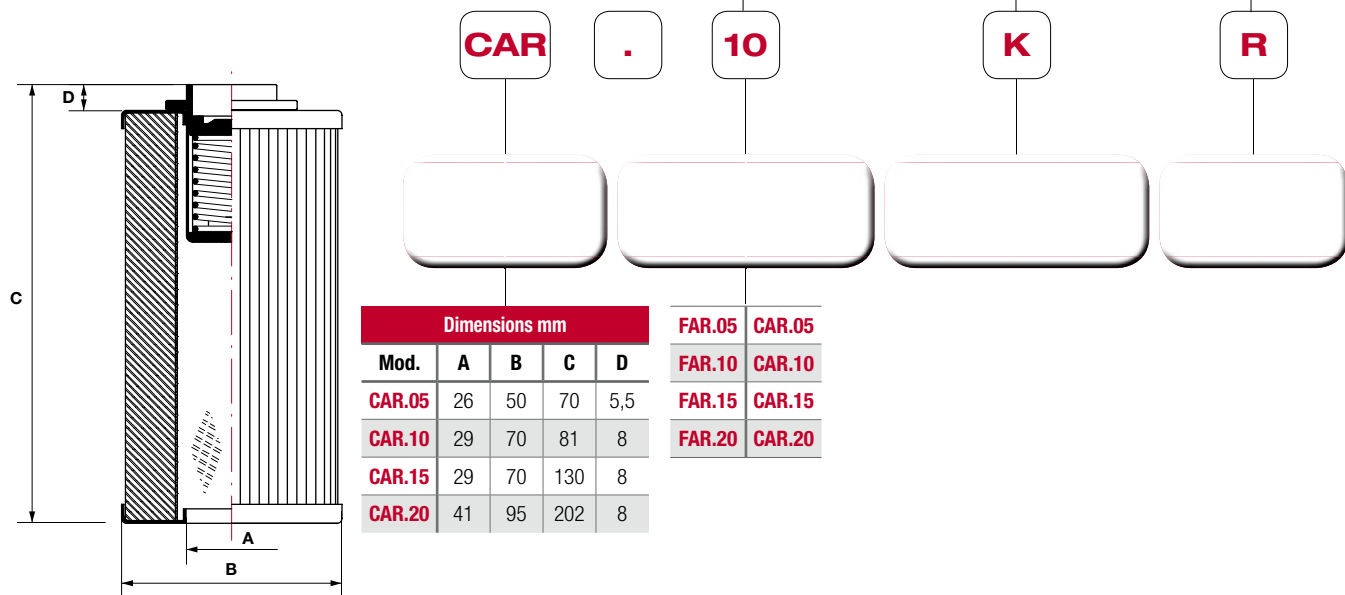 CAR . 10 K R
D
C
A
B
Dimensions mm
Mod. A B C D
CAR.05 26 50 70 5,5
CAR.10 29 70 81 8
CAR.15 29 70 130 8
CAR.20 41 95 202 8
FAR.05 CAR.05
FAR.10 CAR.10
FAR.15 CAR.15
FAR.20 CAR.20